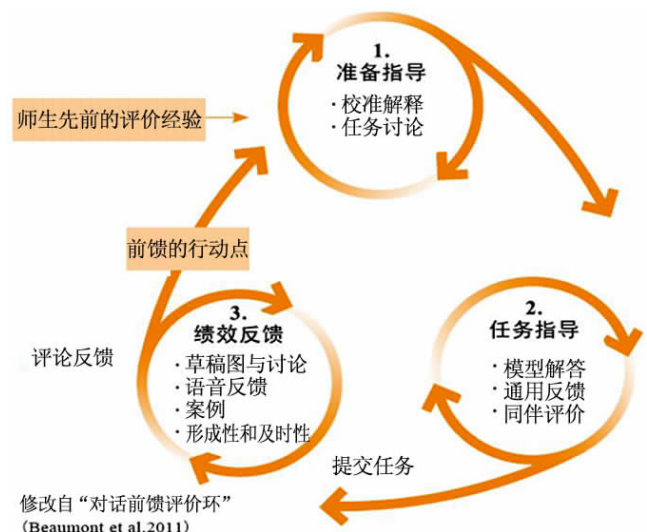 1.
准备指导
·校准解释
·任务讨论
师生先前的评价经验
前馈的行动点
3.
绩效反馈
·草稿图与讨论
·语音反馈
·案例
·形成性和及时性
评论反馈
2.
任务指导
·模型解答
·通用反馈
·同伴评价
提交任务
修改自“对话前馈评价环”
(Beaumont et al.2011)